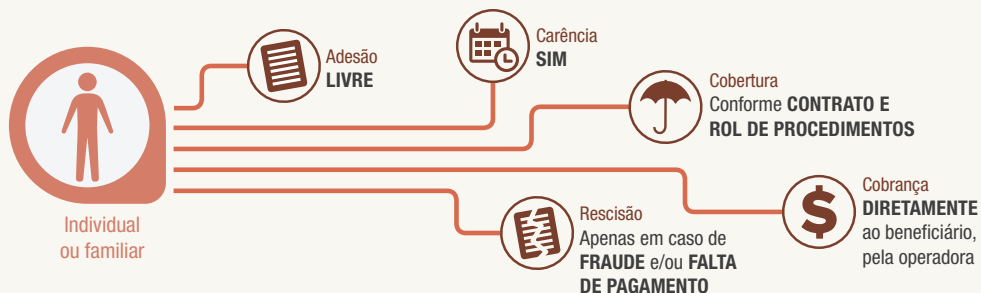 Individual
ou familiar
Adesão
LIVRE
Carência
SIM
Cobertura
Conforme CONTRATO E
ROL DE PROCEDIMENTOS
Cobrança
DIRETAMENTE
ao beneficiário,
pela operadora
Rescisão
Apenas em caso de
FRAUDE e/ou FALTA
DE PAGAMENTO